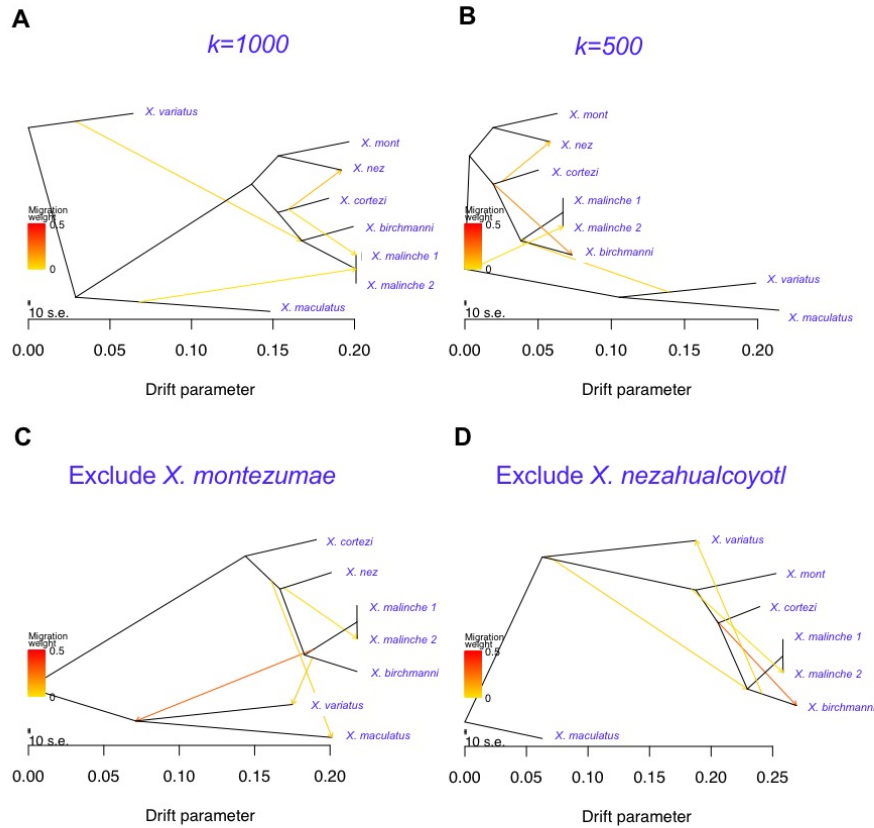 A
k=1000
X. variatus
X. mont
X. nez
X. cortezi
X. birchmanni
X. malinche 1
X. malinche 2
X. maculatus
Migration
weight
0.5
0
10 s.e.
0.00 0.05 0.10 0.15 0.20
Drift parameter
B
k=500
X. mont
X. nez
X. cortezi
X. malinche 1
X. malinche 2
X. birchmanni
X. variatus
X. maculatus
Migration
weight
0.5
0
10 s.e.
0.00 0.05 0.10 0.15 0.20
Drift parameter
C
Exclude X. montezumae
X. cortezi
X. nez
X. malinche 1
X. malinche 2
X. birchmanni
X. variatus
X. maculatus
Migration
weight
0.5
0
10 s.e.
0.00 0.05 0.10 0.15 0.20
Drift parameter
D
Exclude X. nezahualcoyotl
X. variatus
X. mont
X. cortezi
X. malinche 1
X. malinche 2
X. birchmanni
X. maculatus
Migration
weight
0.5
0
10 s.e.
0.00 0.05 0.10 0.15 0.20 0.25
Drift parameter